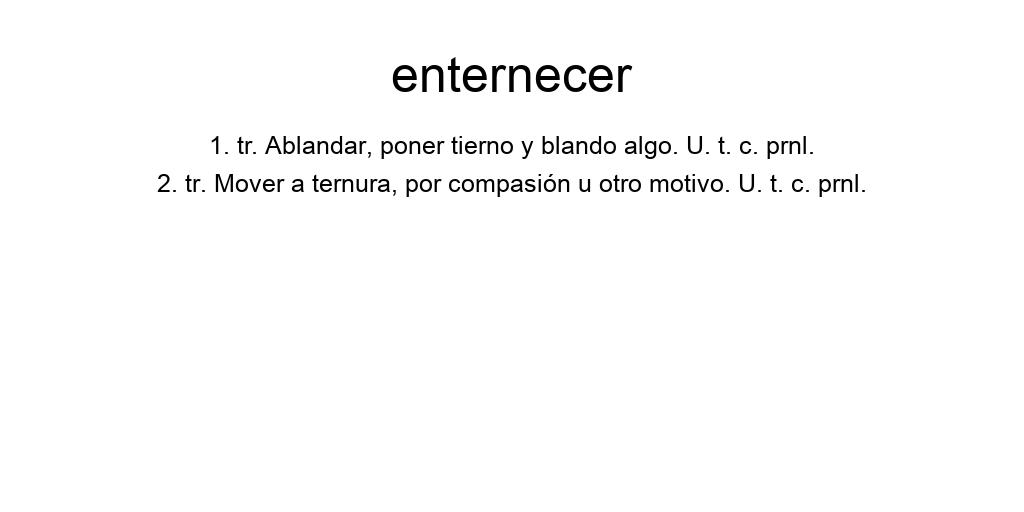 enternecer
1. tr. Ablandar, poner tierno y blando algo. U. t. c. prnl.
2. tr. Mover a ternura, por compasión u otro motivo. U. t. c. prnl.